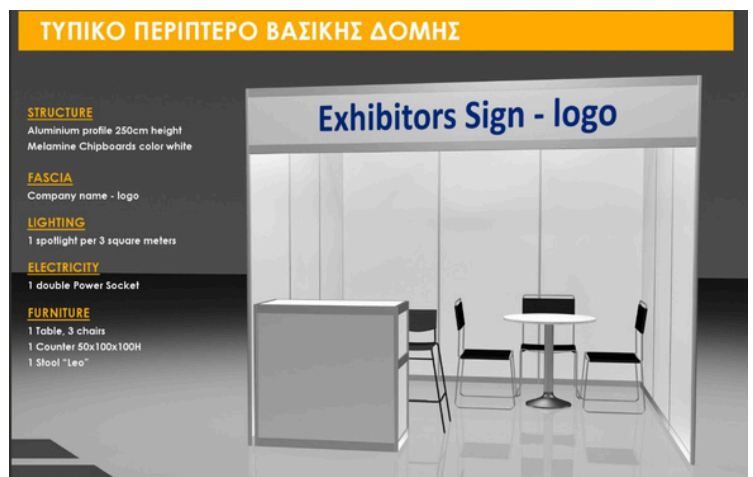 ΤΥΠΙΚΟ ΠΕΡΙΠΤΕΡΟ ΒΑΣΙΚΗΣ ΔΟΜΗΣ
STRUCTURE
Aluminium profile 250cm height
Melamine Chipboards color white
FASCIA
Company name - logo
LIGHTING
1 spotlight per 3 square meters
ELECTRICITY
1 double Power Socket
FURNITURE
1 Table, 3 chairs
1 Counter 50x100x100H
1 Stool “Leo”
Exhibitors Sign - logo